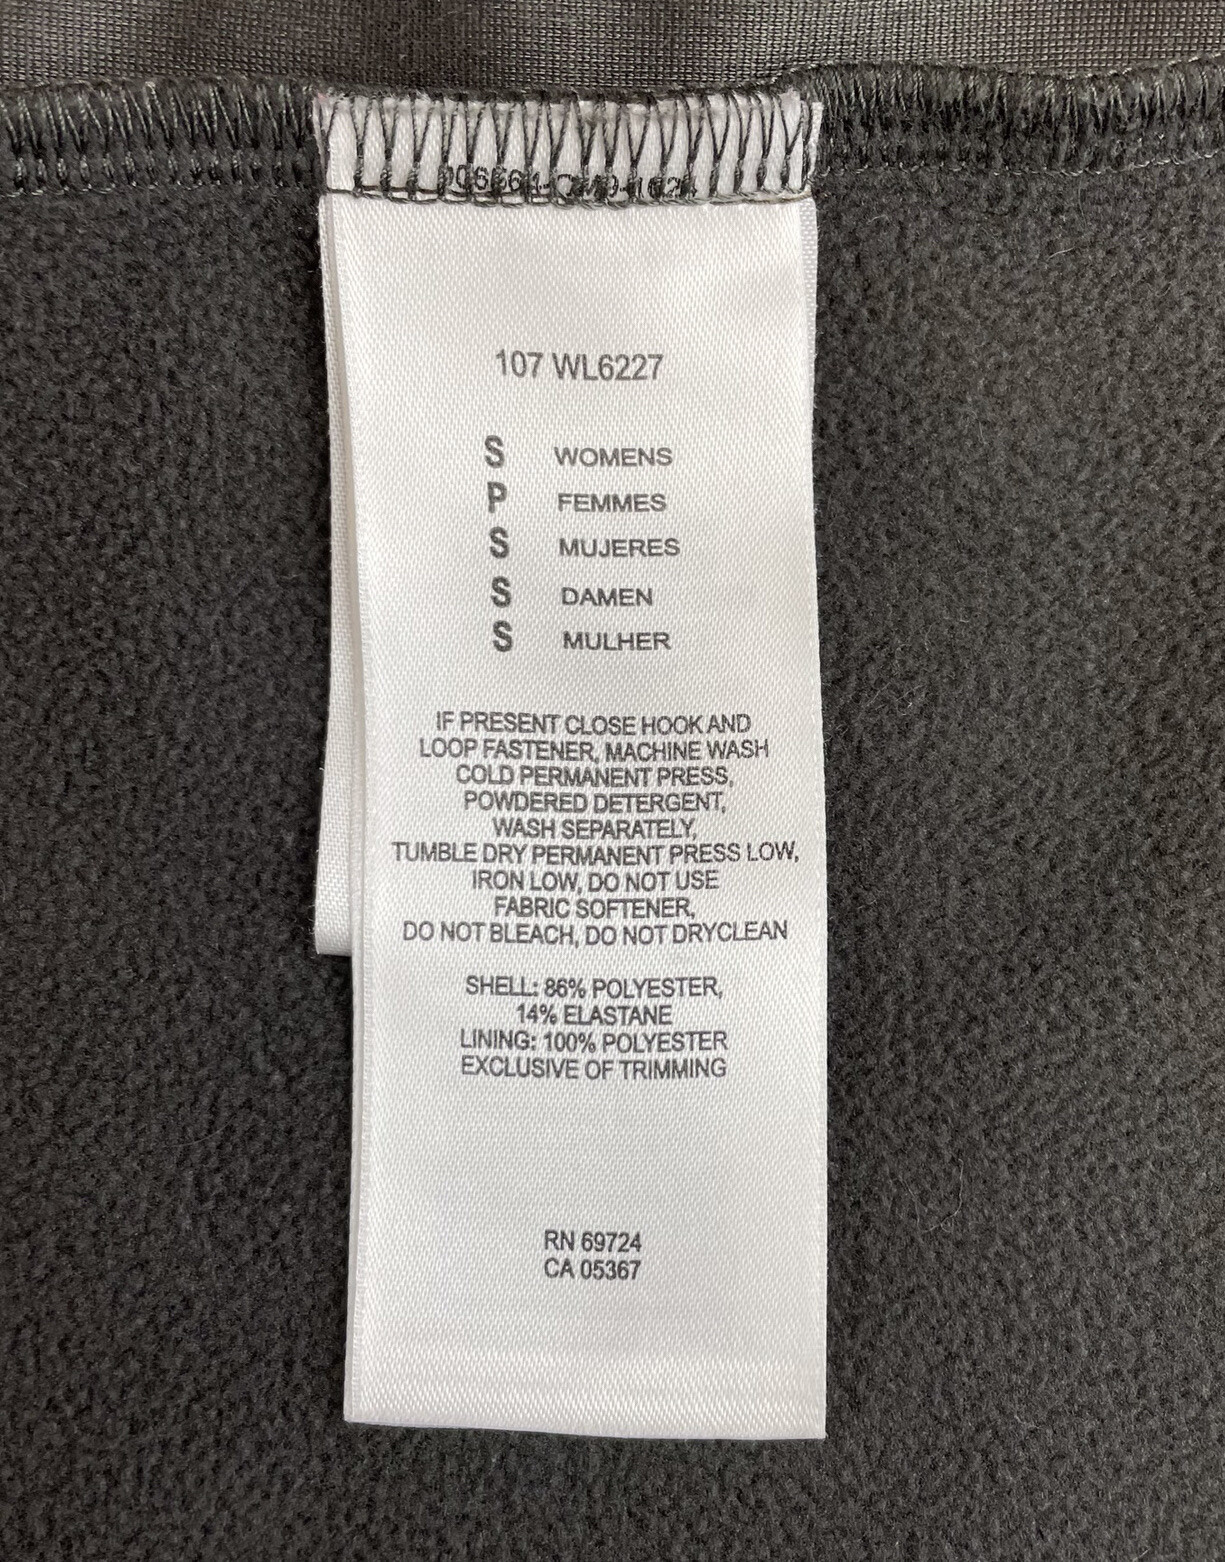 107 WL6227
S WOMENS
P FEMMES
S MUJERES
S DAMEN
S MULHER
IF PRESENT CLOSE HOOK AND
LOOP FASTENER, MACHINE WASH
COLD PERMANENT PRESS,
POWDERED DETERGENT,
WASH SEPARATELY,
TUMBLE DRY PERMANENT PRESS LOW,
IRON LOW, DO NOT USE
FABRIC SOFTENER,
DO NOT BLEACH, DO NOT DRYCLEAN
SHELL: 86% POLYESTER,
14% ELASTANE
LINING: 100% POLYESTER
EXCLUSIVE OF TRIMMING
RN 69724
CA 05367